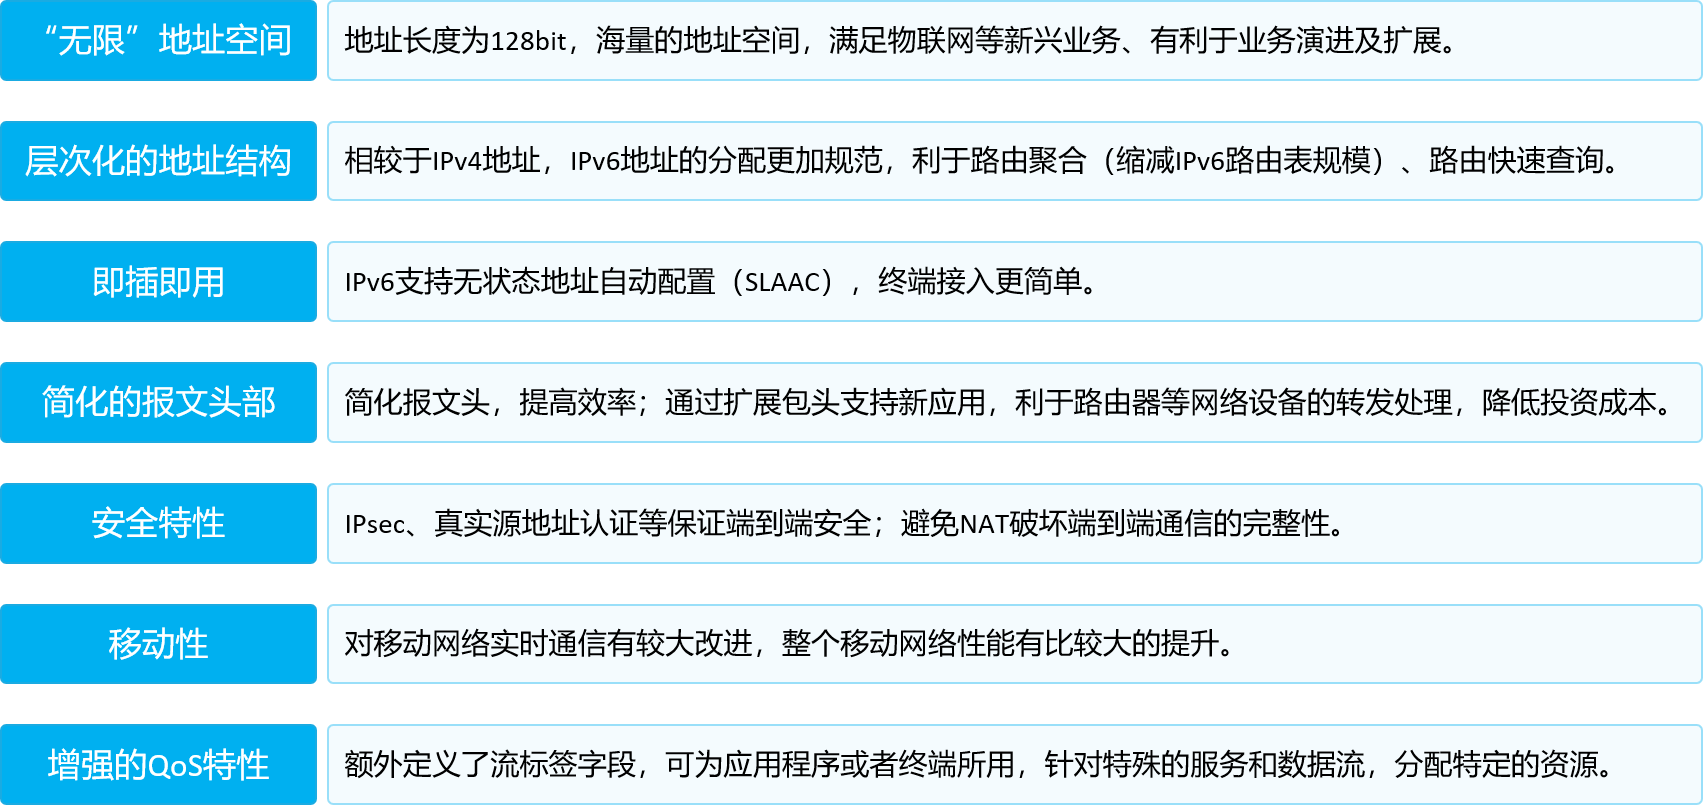 “无限”地址空间
地址长度为128bit，海量的地址空间，满足物联网等新兴业务、有利于业务演进及扩展。
层次化的地址结构
相较于IPv4地址，IPv6地址的分配更加规范，利于路由聚合（缩减IPv6路由表规模）、路由快速查询。
即插即用
IPv6支持无状态地址自动配置（SLAAC），终端接入更简单。
简化的报文头部
简化报文头，提高效率；通过扩展包头支持新应用，利于路由器等网络设备的转发处理，降低投资成本。
安全特性
IPsec、真实源地址认证等保证端到端安全；避免NAT破坏端到端通信的完整性。
移动性
对移动网络实时通信有较大改进，整个移动网络性能有比较大的提升。
增强的QoS特性
额外定义了流标签字段，可为应用程序或者终端所用，针对特殊的服务和数据流，分配特定的资源。